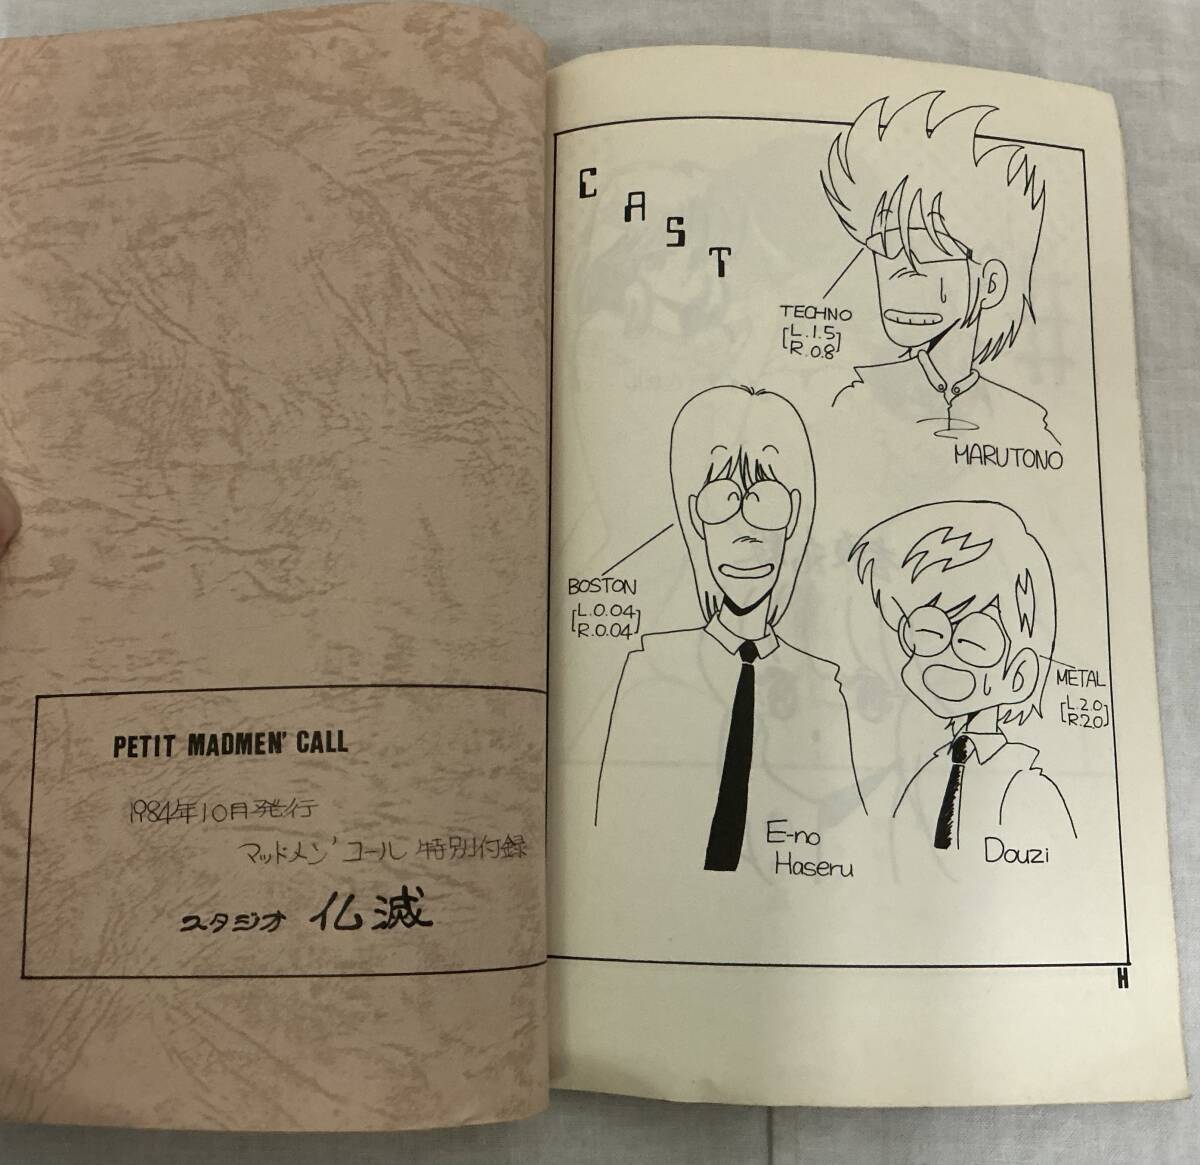 PETIT MADMEN' CALL
1984年10月発行
マッドメン'コール 特別付録
スタジオ 仏滅
CAST
TECHNO
[L.1.5]
[R.0.8]
MARUTONO
BOSTON
[L.0.04]
[R.0.04]
METAL
[L.2.0]
[R.2.0]
E-no
Haseru
Douzi
H